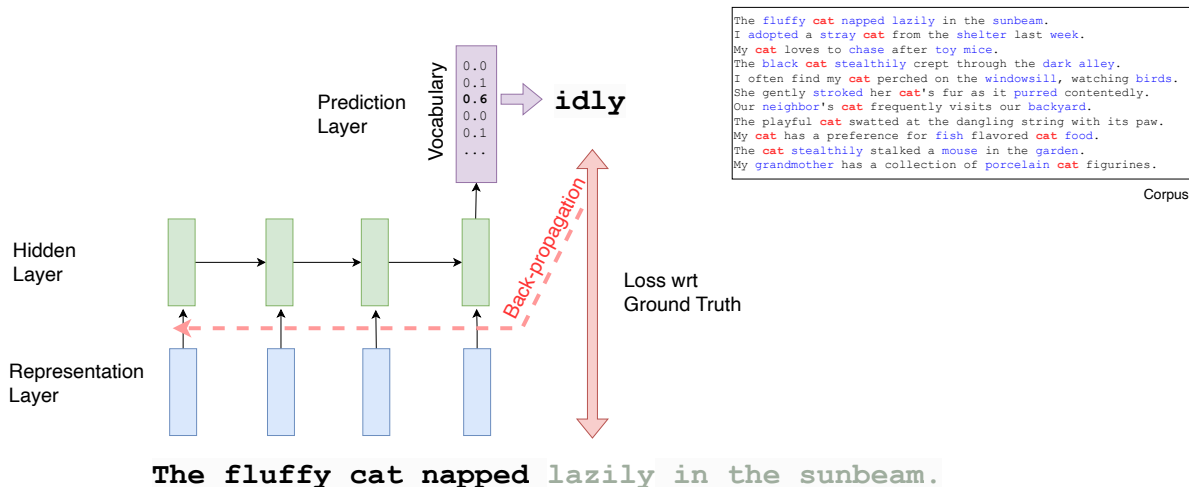 Prediction
Layer
Vocabulary
0.0
0.1
0.6
0.0
0.1
...
idly
The fluffy cat napped lazily in the sunbeam.
I adopted a stray cat from the shelter last week.
My cat loves to chase after toy mice.
The black cat stealthily crept through the dark alley.
I often find my cat perched on the windowsill, watching birds.
She gently stroked her cat's fur as it purred contentedly.
Our neighbor's cat frequently visits our backyard.
The playful cat swatted at the dangling string with its paw.
My cat has a preference for fish flavored cat food.
The cat stealthily stalked a mouse in the garden.
My grandmother has a collection of porcelain cat figurines.
Corpus
Hidden
Layer
Back-propagation
Loss wrt
Ground Truth
Representation
Layer
The fluffy cat napped lazily in the sunbeam.